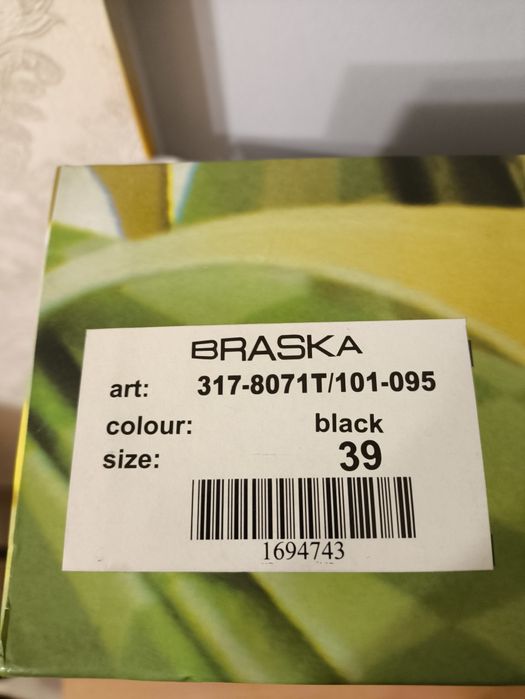 BRASKA
art: 317-8071T/101-095
colour: black
size: 39
1694743